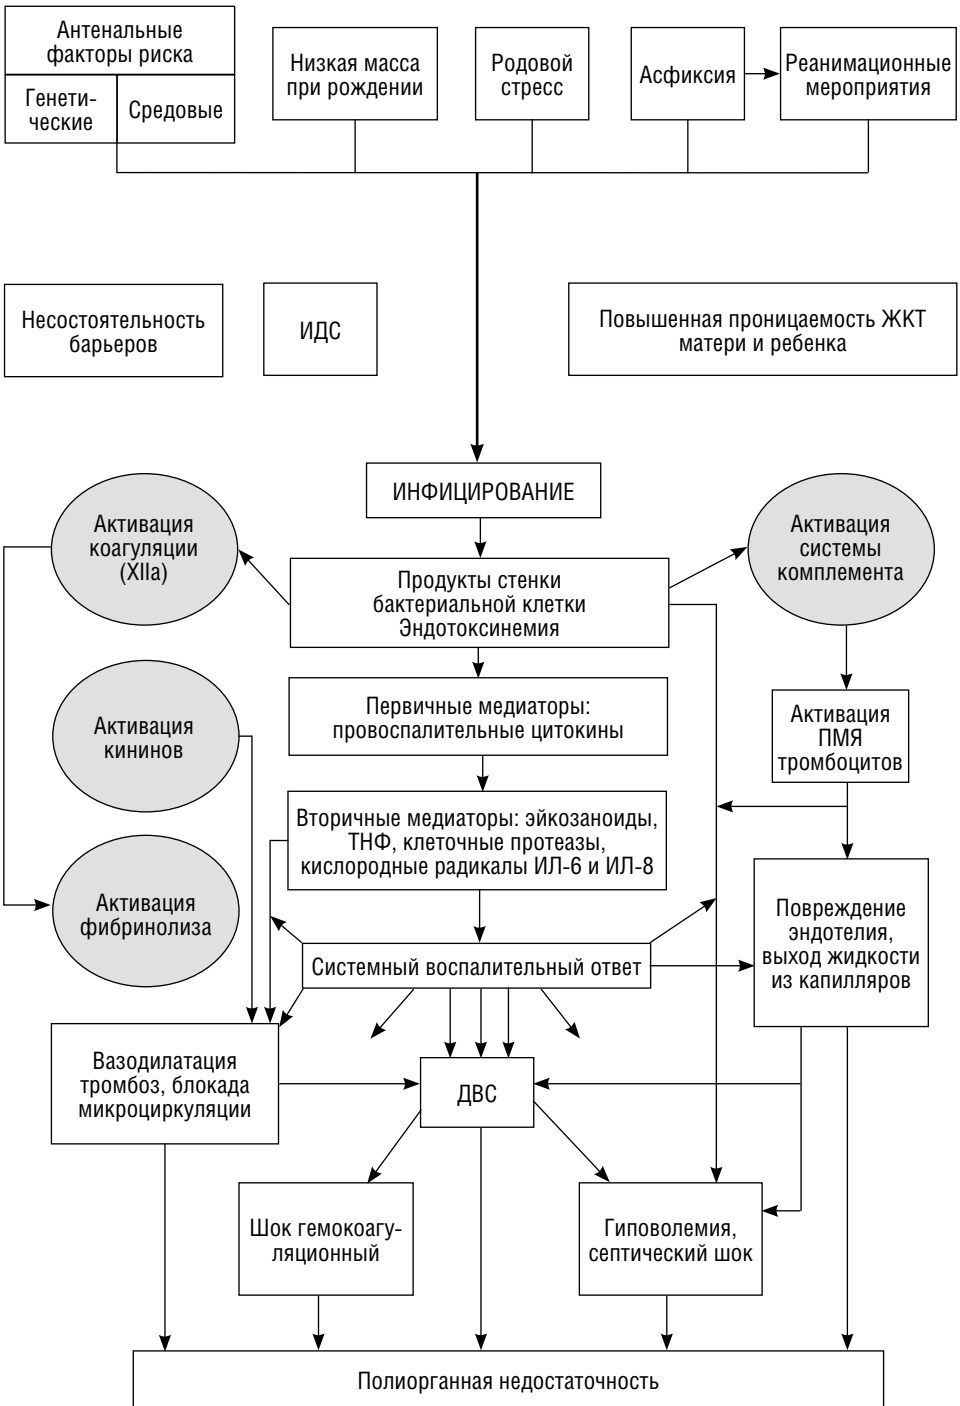 Антенальные
факторы риска
Генети-
ческие
Средовые
Низкая масса
при рождении
Родовой
стресс
Асфиксия
Реанимационные
мероприятия
Несостоятельность
барьеров
ИДС
Повышенная проницаемость ЖКТ
матери и ребенка
ИНФИЦИРОВАНИЕ
Активация
коагуляции
(XIIa)
Продукты стенки
бактериальной клетки
Эндотоксинемия
Активация
системы
комплемента
Первичные медиаторы:
провоспалительные цитокины
Активация
кининов
Активация
ПМЯ
тромбоцитов
Вторичные медиаторы: эйкозаноиды,
ТНФ, клеточные протеазы,
кислородные радикалы ИЛ-6 и ИЛ-8
Активация
фибринолиза
Повреждение
эндотелия,
выход жидкости
из капилляров
Системный воспалительный ответ
Вазодилатация
тромбоз, блокада
микроциркуляции
ДВС
Шок гемокоагу-
ляционный
Гиповолемия,
септический шок
Полиорганная недостаточность